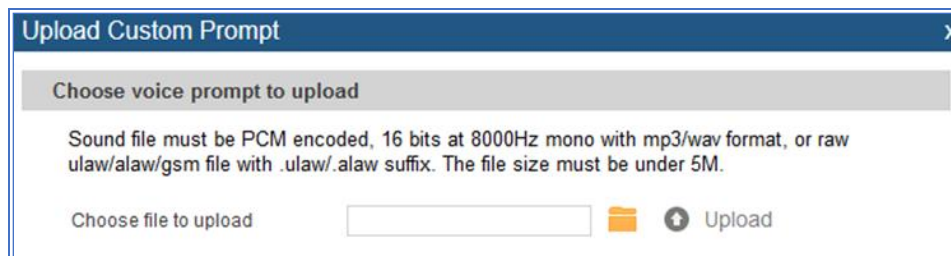 Upload Custom Prompt x
Choose voice prompt to upload
Sound file must be PCM encoded, 16 bits at 8000Hz mono with mp3/wav format, or raw
ulaw/alaw/gsm file with .ulaw/.alaw suffix. The file size must be under 5M.
Choose file to upload Upload